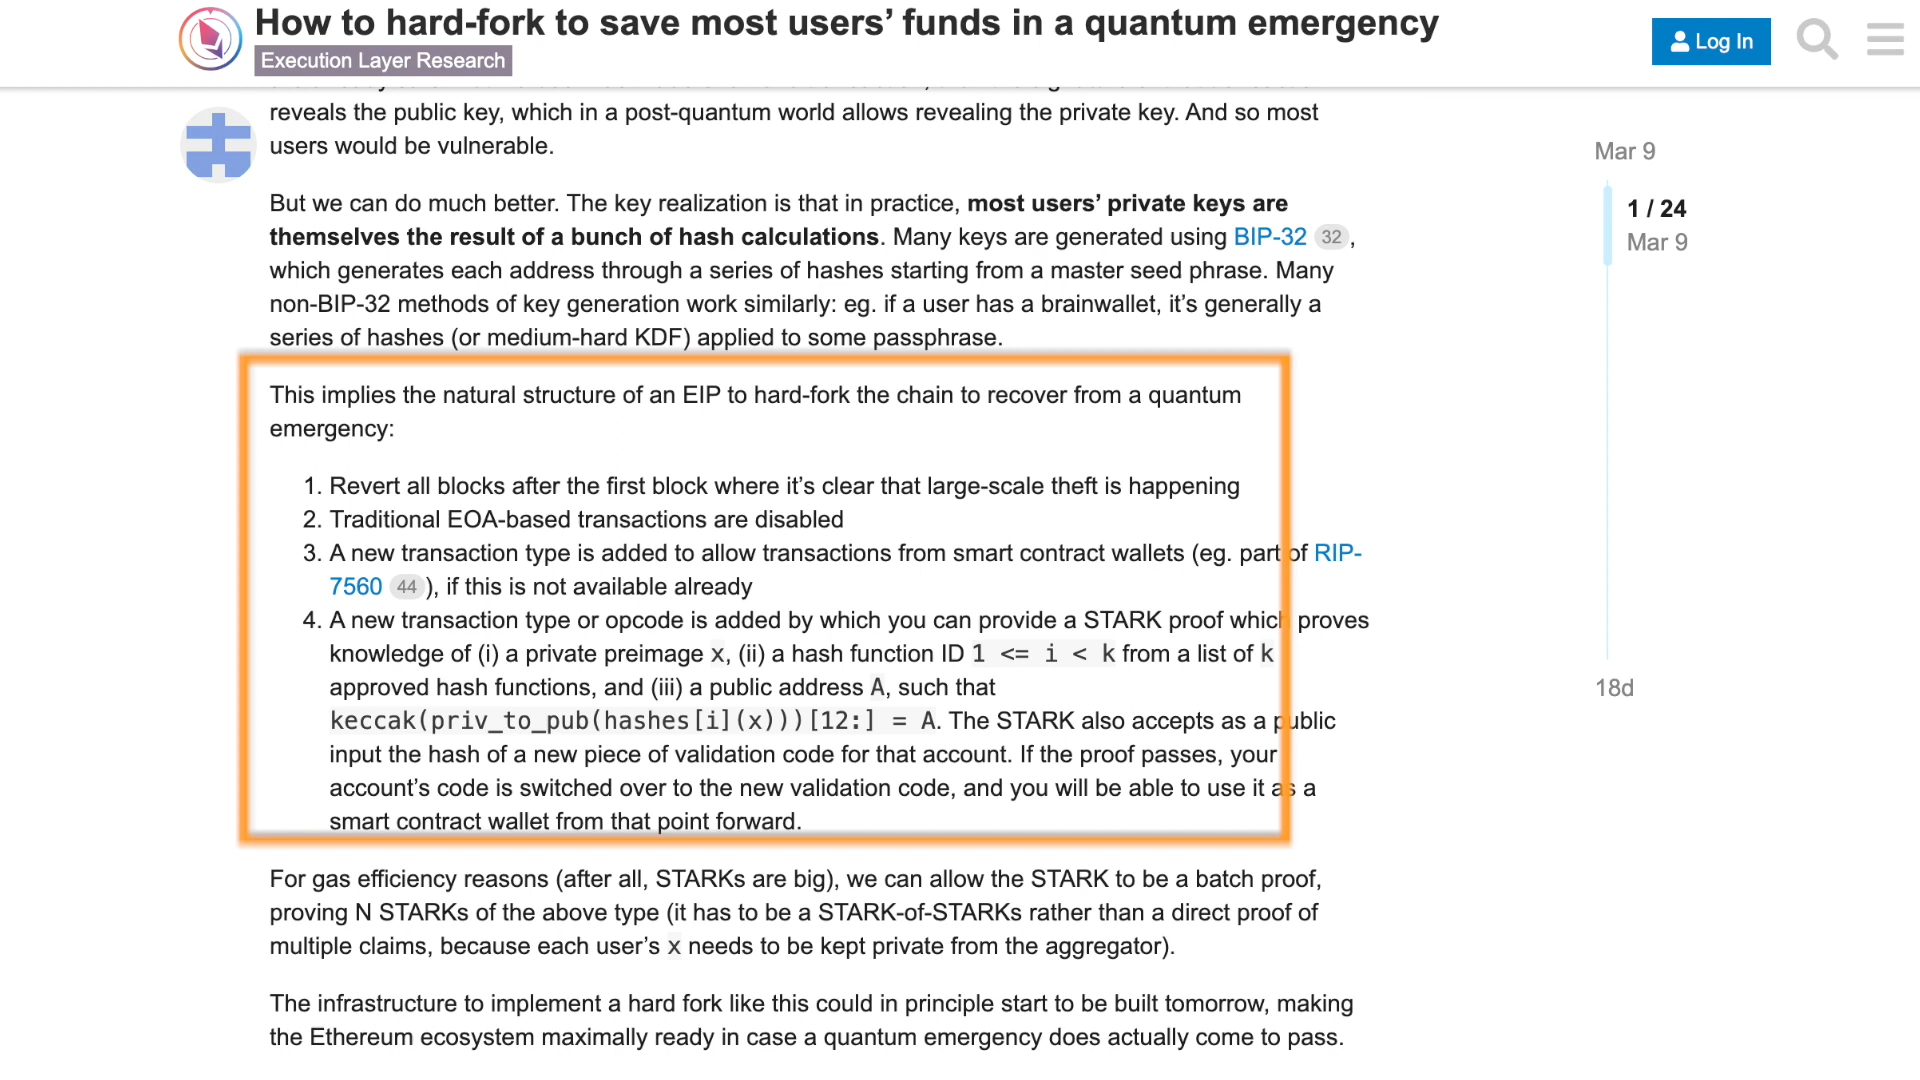 How to hard-fork to save most users’ funds in a quantum emergency
Execution Layer Research
Log In
reveals the public key, which in a post-quantum world allows revealing the private key. And so most
users would be vulnerable.
But we can do much better. The key realization is that in practice, most users’ private keys are
themselves the result of a bunch of hash calculations. Many keys are generated using BIP-32 32 ,
which generates each address through a series of hashes starting from a master seed phrase. Many
non-BIP-32 methods of key generation work similarly: eg. if a user has a brainwallet, it’s generally a
series of hashes (or medium-hard KDF) applied to some passphrase.
This implies the natural structure of an EIP to hard-fork the chain to recover from a quantum
emergency:
1. Revert all blocks after the first block where it’s clear that large-scale theft is happening
2. Traditional EOA-based transactions are disabled
3. A new transaction type is added to allow transactions from smart contract wallets (eg. part of RIP-
7560 44 ), if this is not available already
4. A new transaction type or opcode is added by which you can provide a STARK proof which proves
knowledge of (i) a private preimage x, (ii) a hash function ID 1 <= i < k from a list of k
approved hash functions, and (iii) a public address A, such that
keccak(priv_to_pub(hashes[i](x)))[12:] = A. The STARK also accepts as a public
input the hash of a new piece of validation code for that account. If the proof passes, your
account’s code is switched over to the new validation code, and you will be able to use it as a
smart contract wallet from that point forward.
For gas efficiency reasons (after all, STARKs are big), we can allow the STARK to be a batch proof,
proving N STARKs of the above type (it has to be a STARK-of-STARKs rather than a direct proof of
multiple claims, because each user’s x needs to be kept private from the aggregator).
The infrastructure to implement a hard fork like this could in principle start to be built tomorrow, making
the Ethereum ecosystem maximally ready in case a quantum emergency does actually come to pass.
Mar 9
1 / 24
Mar 9
18d